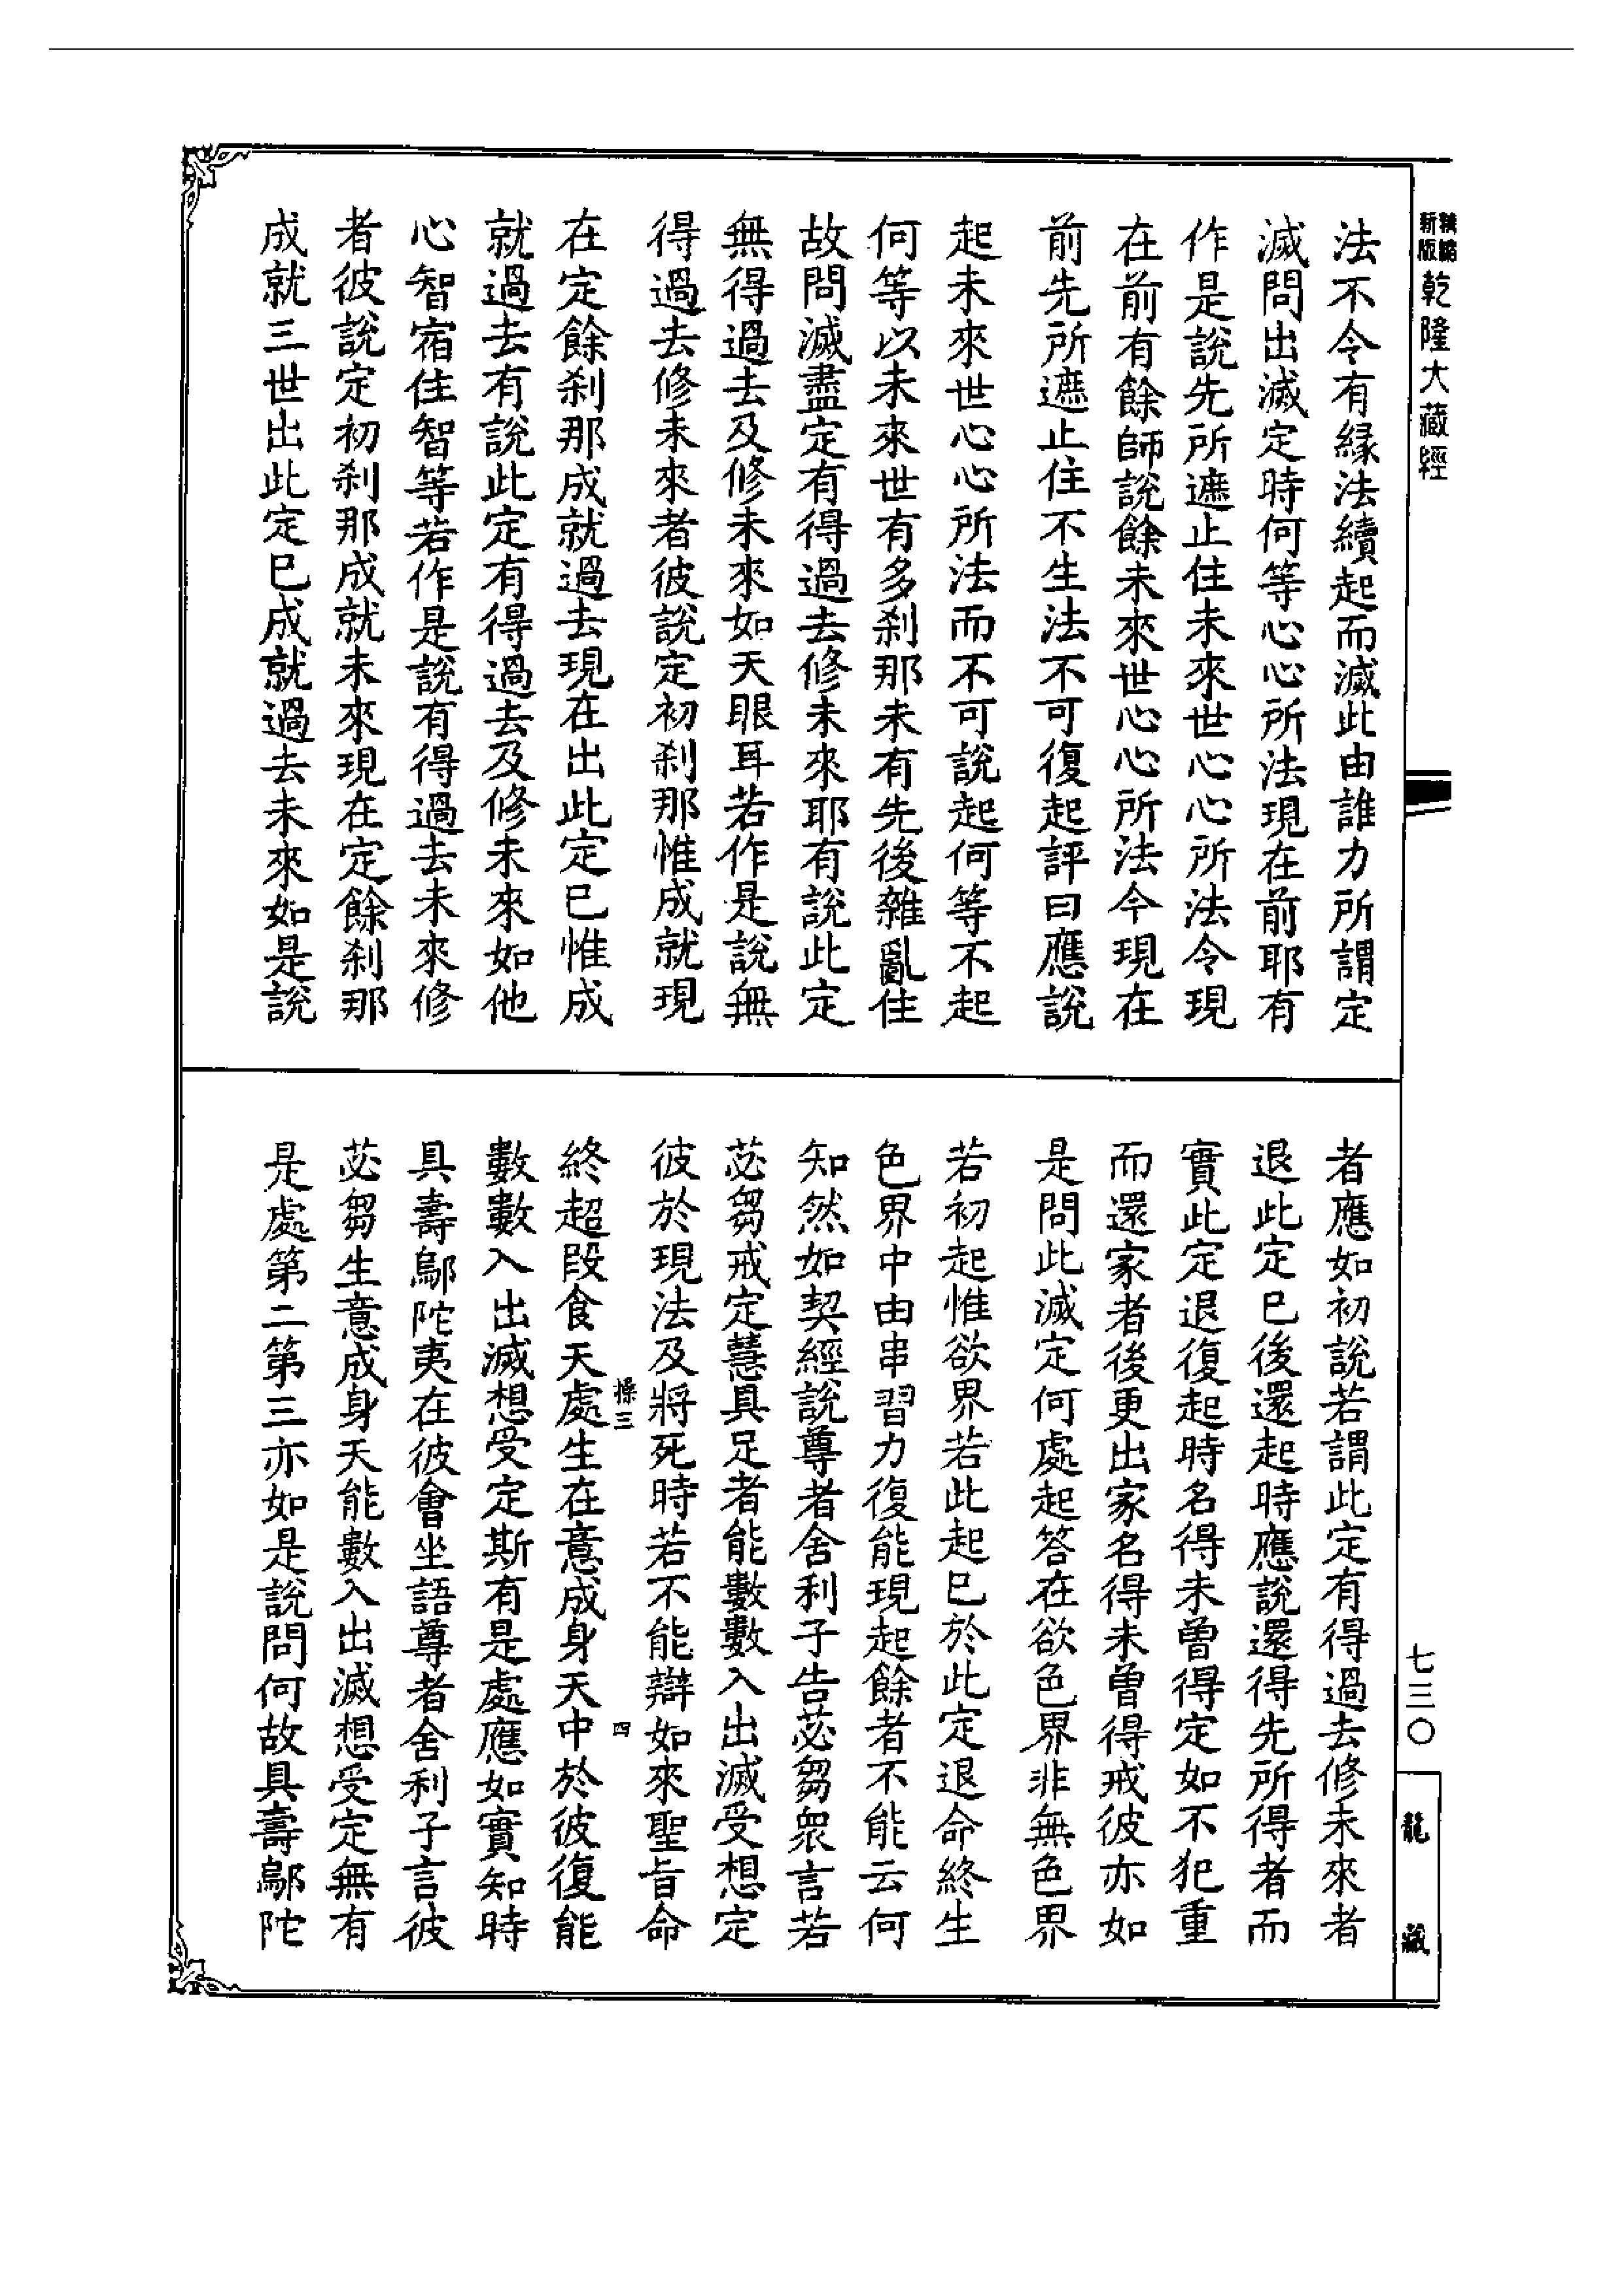 精縮新版乾隆大藏經
法不令有緣法續起而滅此由誰力所謂定
滅問出滅定時何等心心所法現在前耶有
作是說先所遮止住未來世心心所法令現
在前有餘師說餘未來世心心所法今現在
前先所遮止住不生法不可復起評曰應說
起未來世心心所法而不可說起何等不起
何等以未來世有多剎那未有先後雜亂住
故問滅盡定有得過去修未來耶有說此定
無得過去及修未來如天眼耳若作是說無
得過去修未來者彼說定初剎那惟成就現
在定餘剎那成就過去現在出此定已惟成
就過去有說此定有得過去及修未來如他
心智宿住智等若作是說有得過去未來修
者彼說定初剎那成就未來現在定餘剎那
成就三世出此定已成就過去未來如是說
者應如初說若謂此定有得過去修未來者
退此定已後還起時應說還得先所得者而
實此定退復起時名得未曾得定如不犯重
而還家者後更出家名得未曾得戒彼亦如
是問此滅定何處起答在欲色界非無色界
若初起惟欲界若此起已於此定退命終生
色界中由串習力復能現起餘者不能云何
知然如契經說尊者舍利子告苾芻眾言若
苾芻戒定慧具足者能數數入出滅受想定
彼於現法及將死時若不能辯如來聖旨命
操三 四
終超段食天處生在意成身天中於彼復能
數數入出滅想受定斯有是處應如實知時
具壽鄔陀夷在彼會坐語尊者舍利子言彼
苾芻生意成身天能數入出滅想受定無有
是處第二第三亦如是說問何故具壽鄔陀
七三〇
龍藏